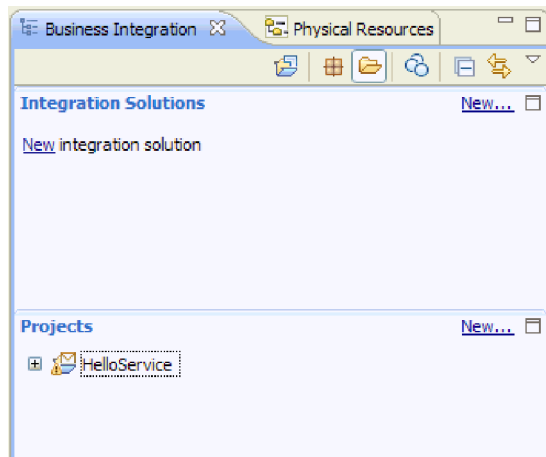 Business Integration Physical Resources
Integration Solutions New...
New integration solution
Projects New...
HelloService